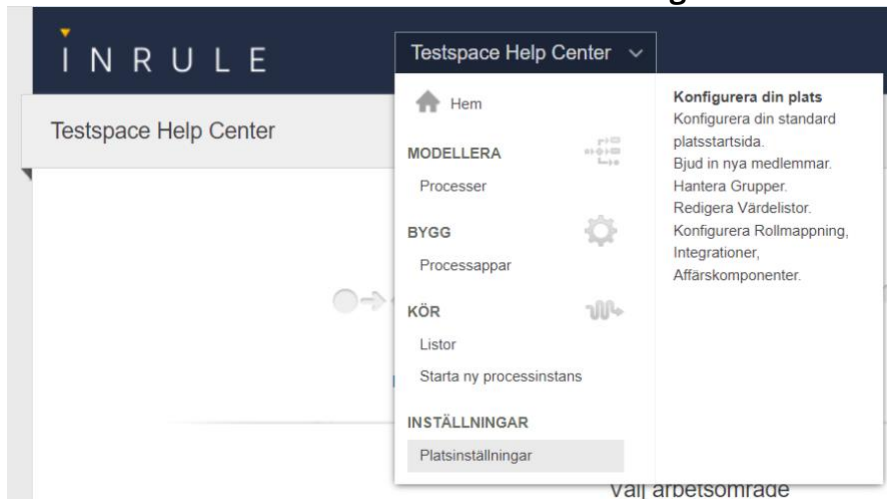 INRULE
Testspace Help Center
Testspace Help Center
Hem
MODELLERA
Processer
BYGG
Processappar
KÖR
Listor
Starta ny processinstans
INSTÄLLNINGAR
Platsinställningar
Konfigurera din plats
Konfigurera din standard
platsstartsida.
Bjud in nya medlemmar.
Hantera Grupper.
Redigera Värdelistor.
Konfigurera Rollmappning,
Integrationer,
Affärskomponenter.
Välj arbetsområde